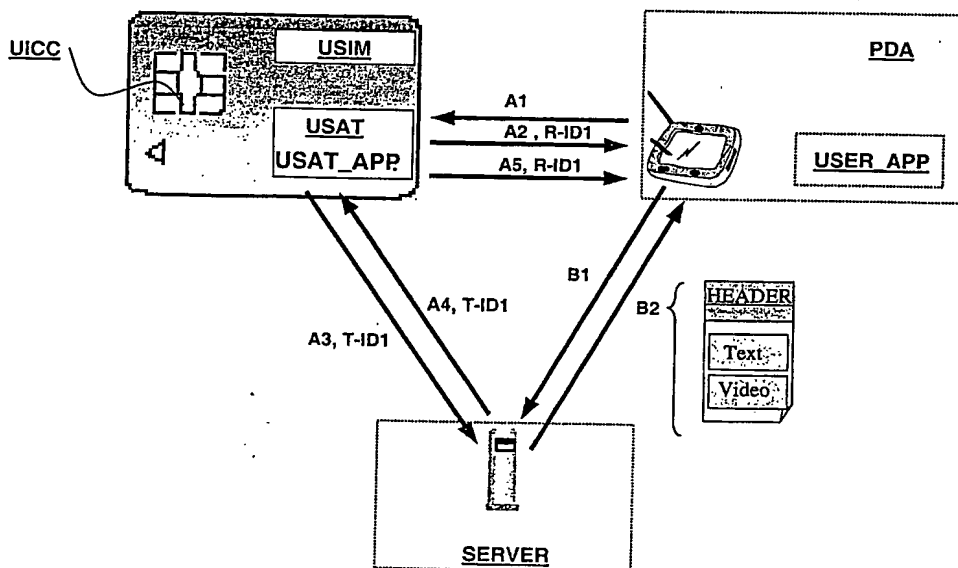 UICC
USIM
USAT
USAT_APP
PDA
USER_APP
A1
A2 , R-ID1
A5, R-ID1
A3, T-ID1
A4, T-ID1
B1
B2
HEADER
Text
Video
SERVER